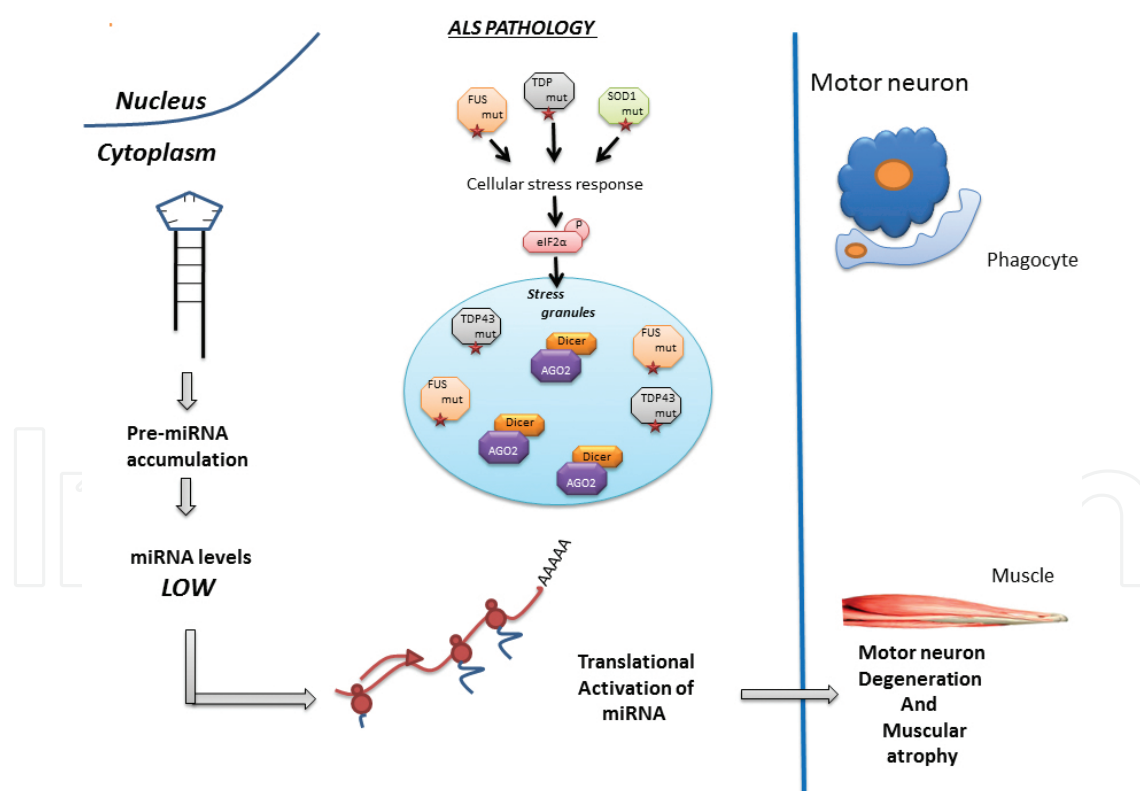 ALS PATHOLOGY
Nucleus
Cytoplasm
FUS
mut
TDP
mut
SOD1
mut
Cellular stress response
P
eIF2α
Stress
granules
TDP43
mut
Dicer
AGO2
FUS
mut
FUS
mut
TDP43
mut
Dicer
AGO2
Dicer
AGO2
Pre-miRNA
accumulation
miRNA levels
LOW
AAAAA
Translational
Activation of
miRNA
Motor neuron
Phagocyte
Muscle
Motor neuron
Degeneration
And
Muscular
atrophy